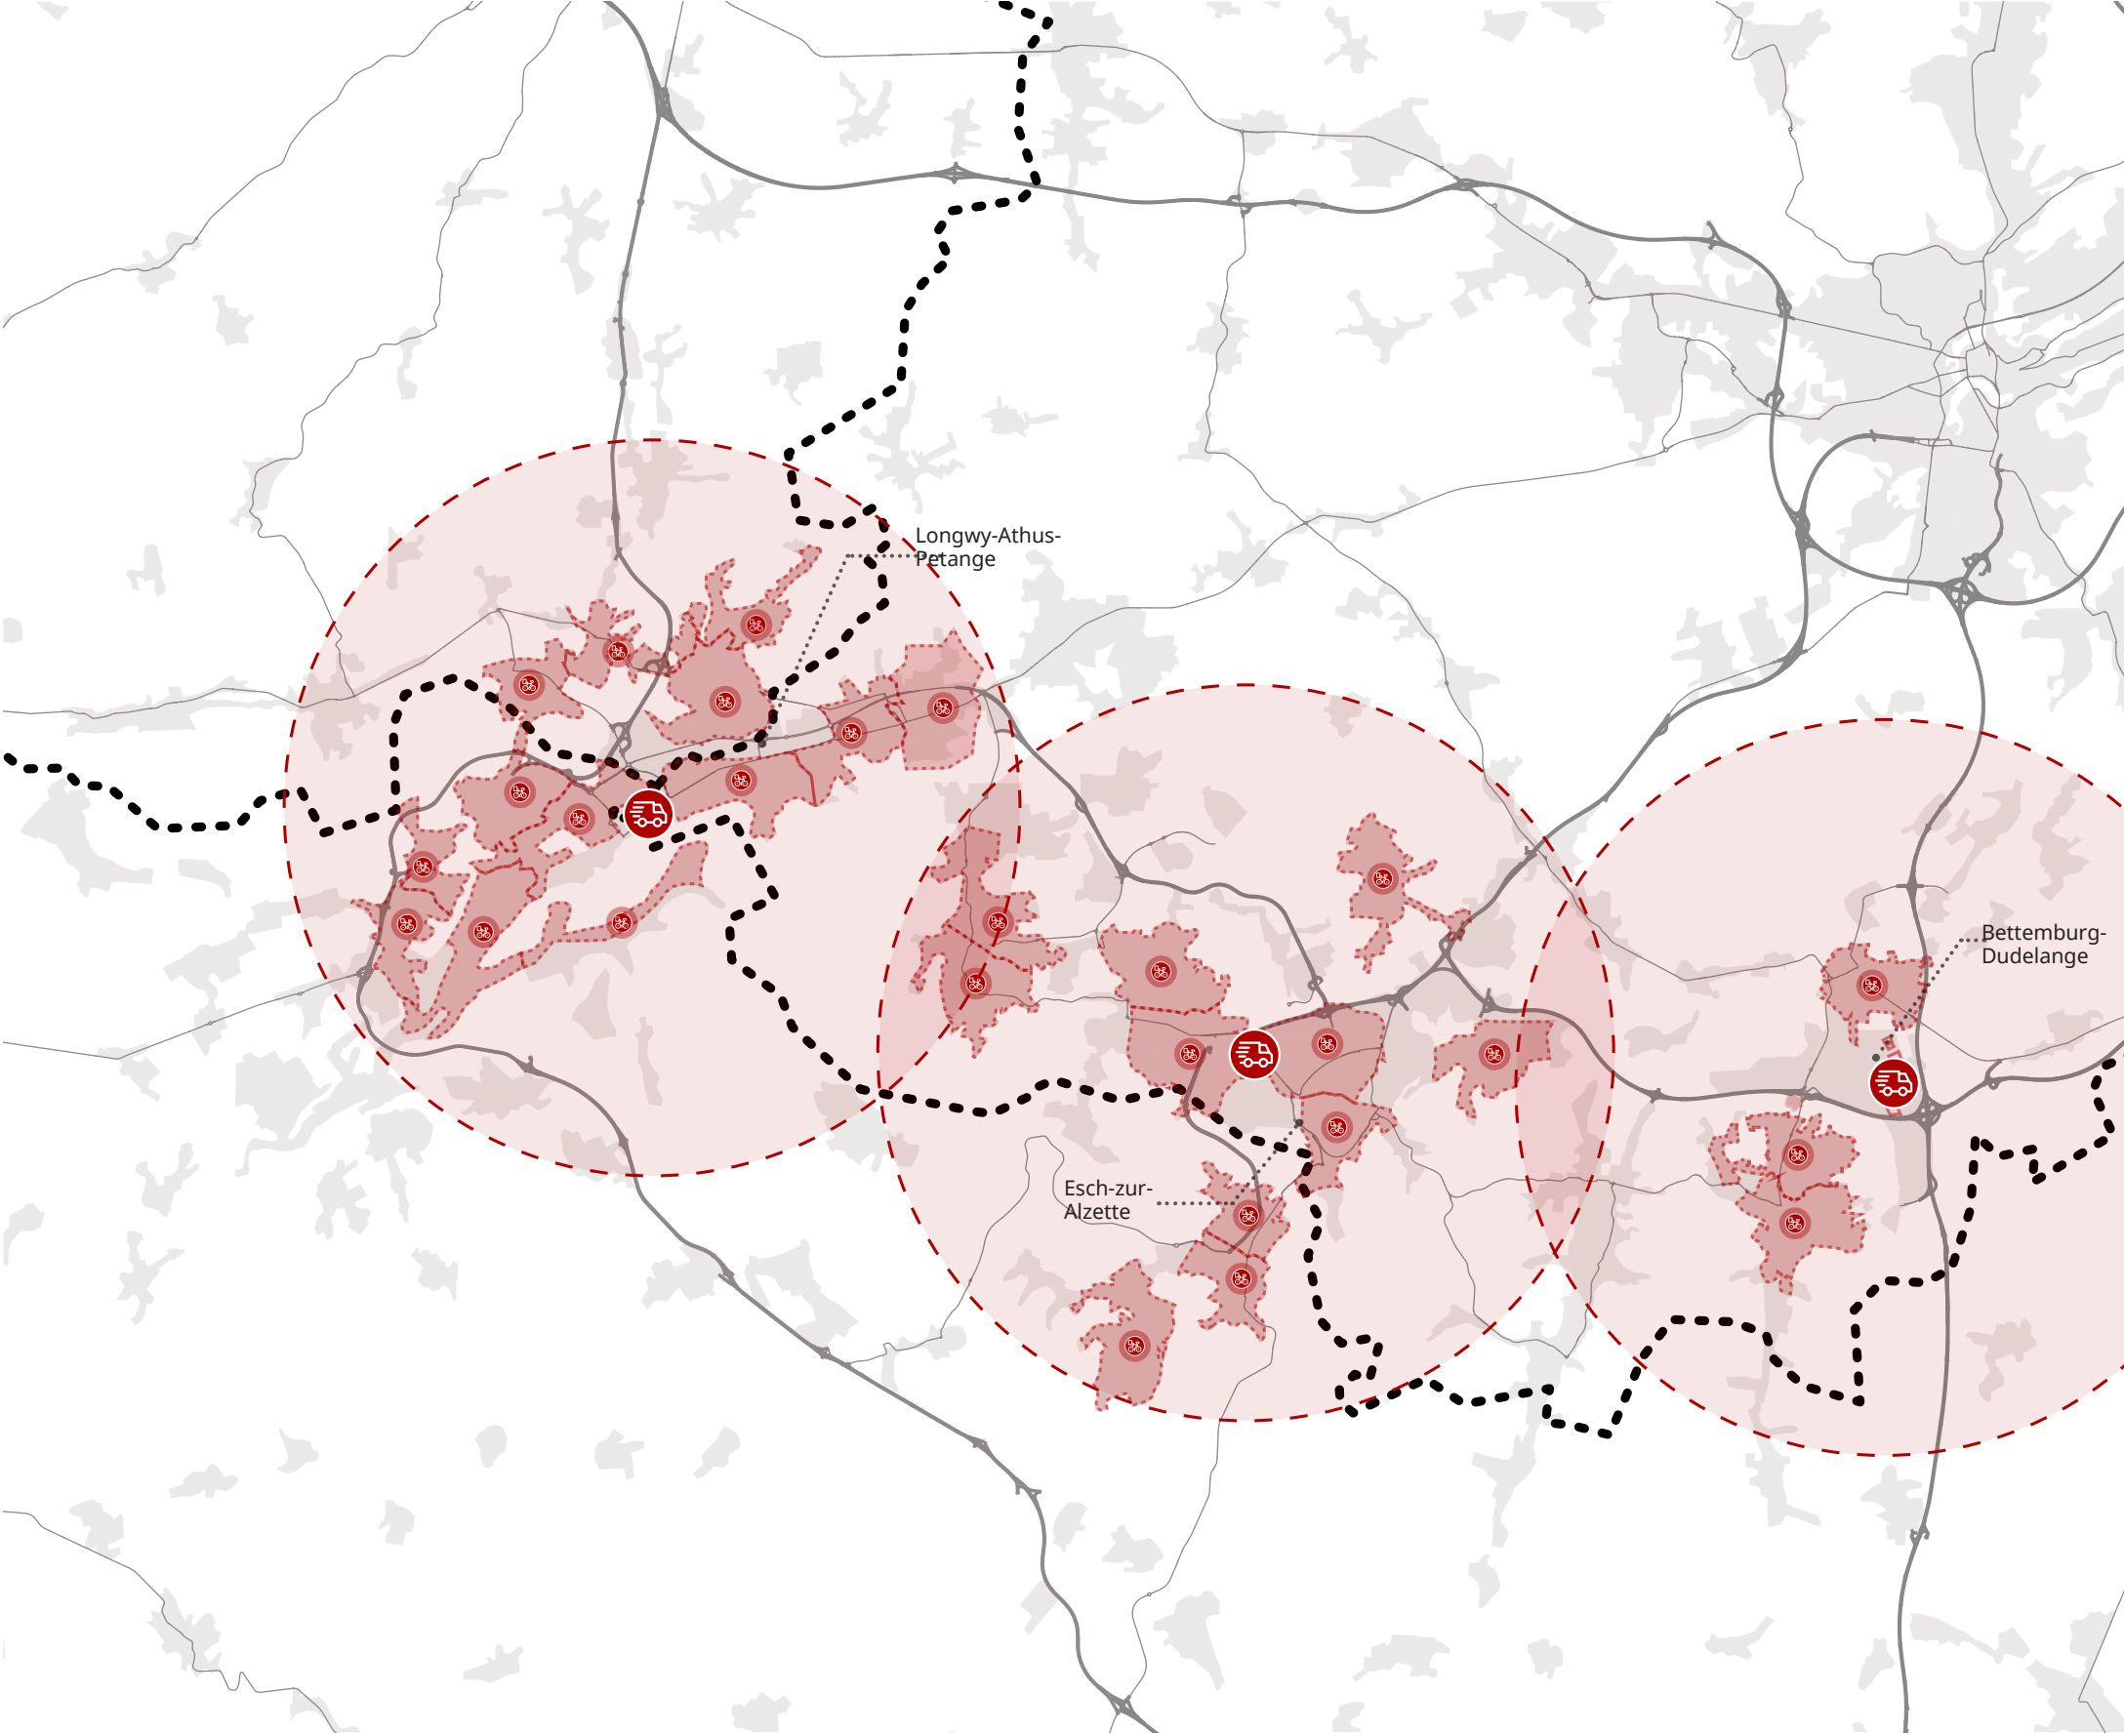 Longwy-Athus-
Petange
Bettemburg-
Dudelange
Esch-zur-
Alzette